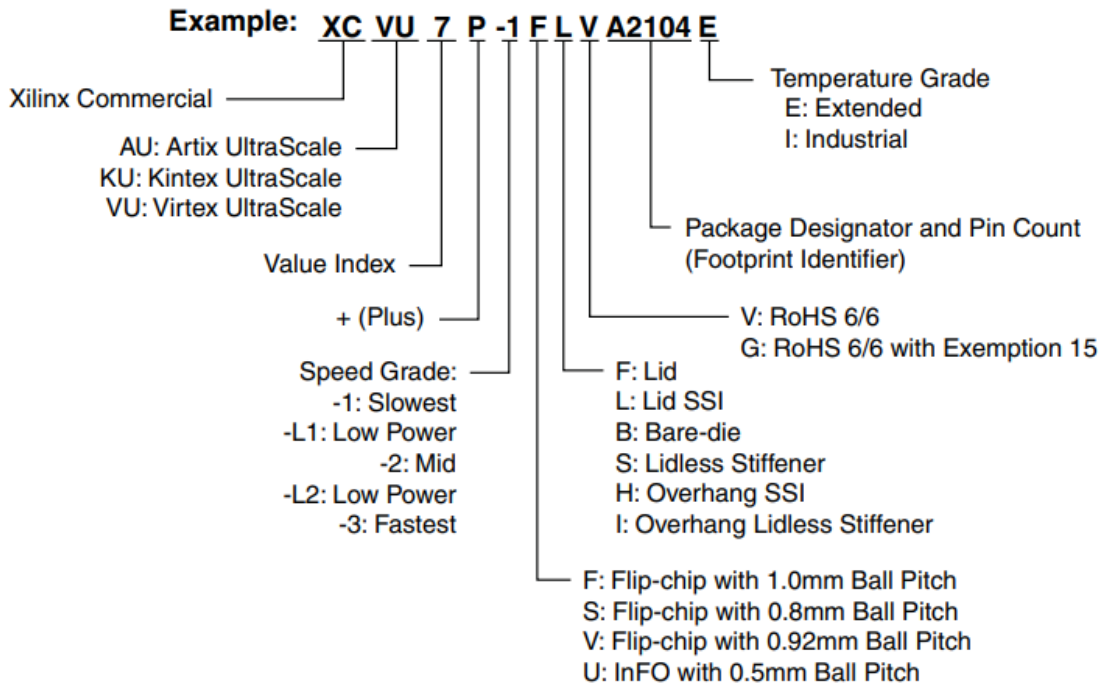 Example: XC VU 7 P -1 F L V A2104 E
Xilinx Commercial
AU: Artix UltraScale
KU: Kintex UltraScale
VU: Virtex UltraScale
Value Index
+ (Plus)
Speed Grade:
-1: Slowest
-L1: Low Power
-2: Mid
-L2: Low Power
-3: Fastest
Temperature Grade
E: Extended
I: Industrial
Package Designator and Pin Count
(Footprint Identifier)
V: RoHS 6/6
G: RoHS 6/6 with Exemption 15
F: Lid
L: Lid SSI
B: Bare-die
S: Lidless Stiffener
H: Overhang SSI
I: Overhang Lidless Stiffener
F: Flip-chip with 1.0mm Ball Pitch
S: Flip-chip with 0.8mm Ball Pitch
V: Flip-chip with 0.92mm Ball Pitch
U: InFO with 0.5mm Ball Pitch